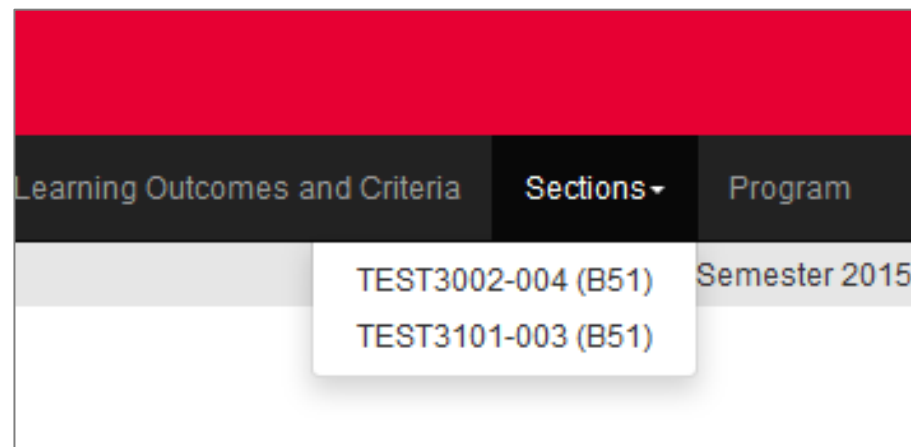 Learning Outcomes and Criteria Sections Program
TEST3002-004 (B51) Semester 2015
TEST3101-003 (B51)